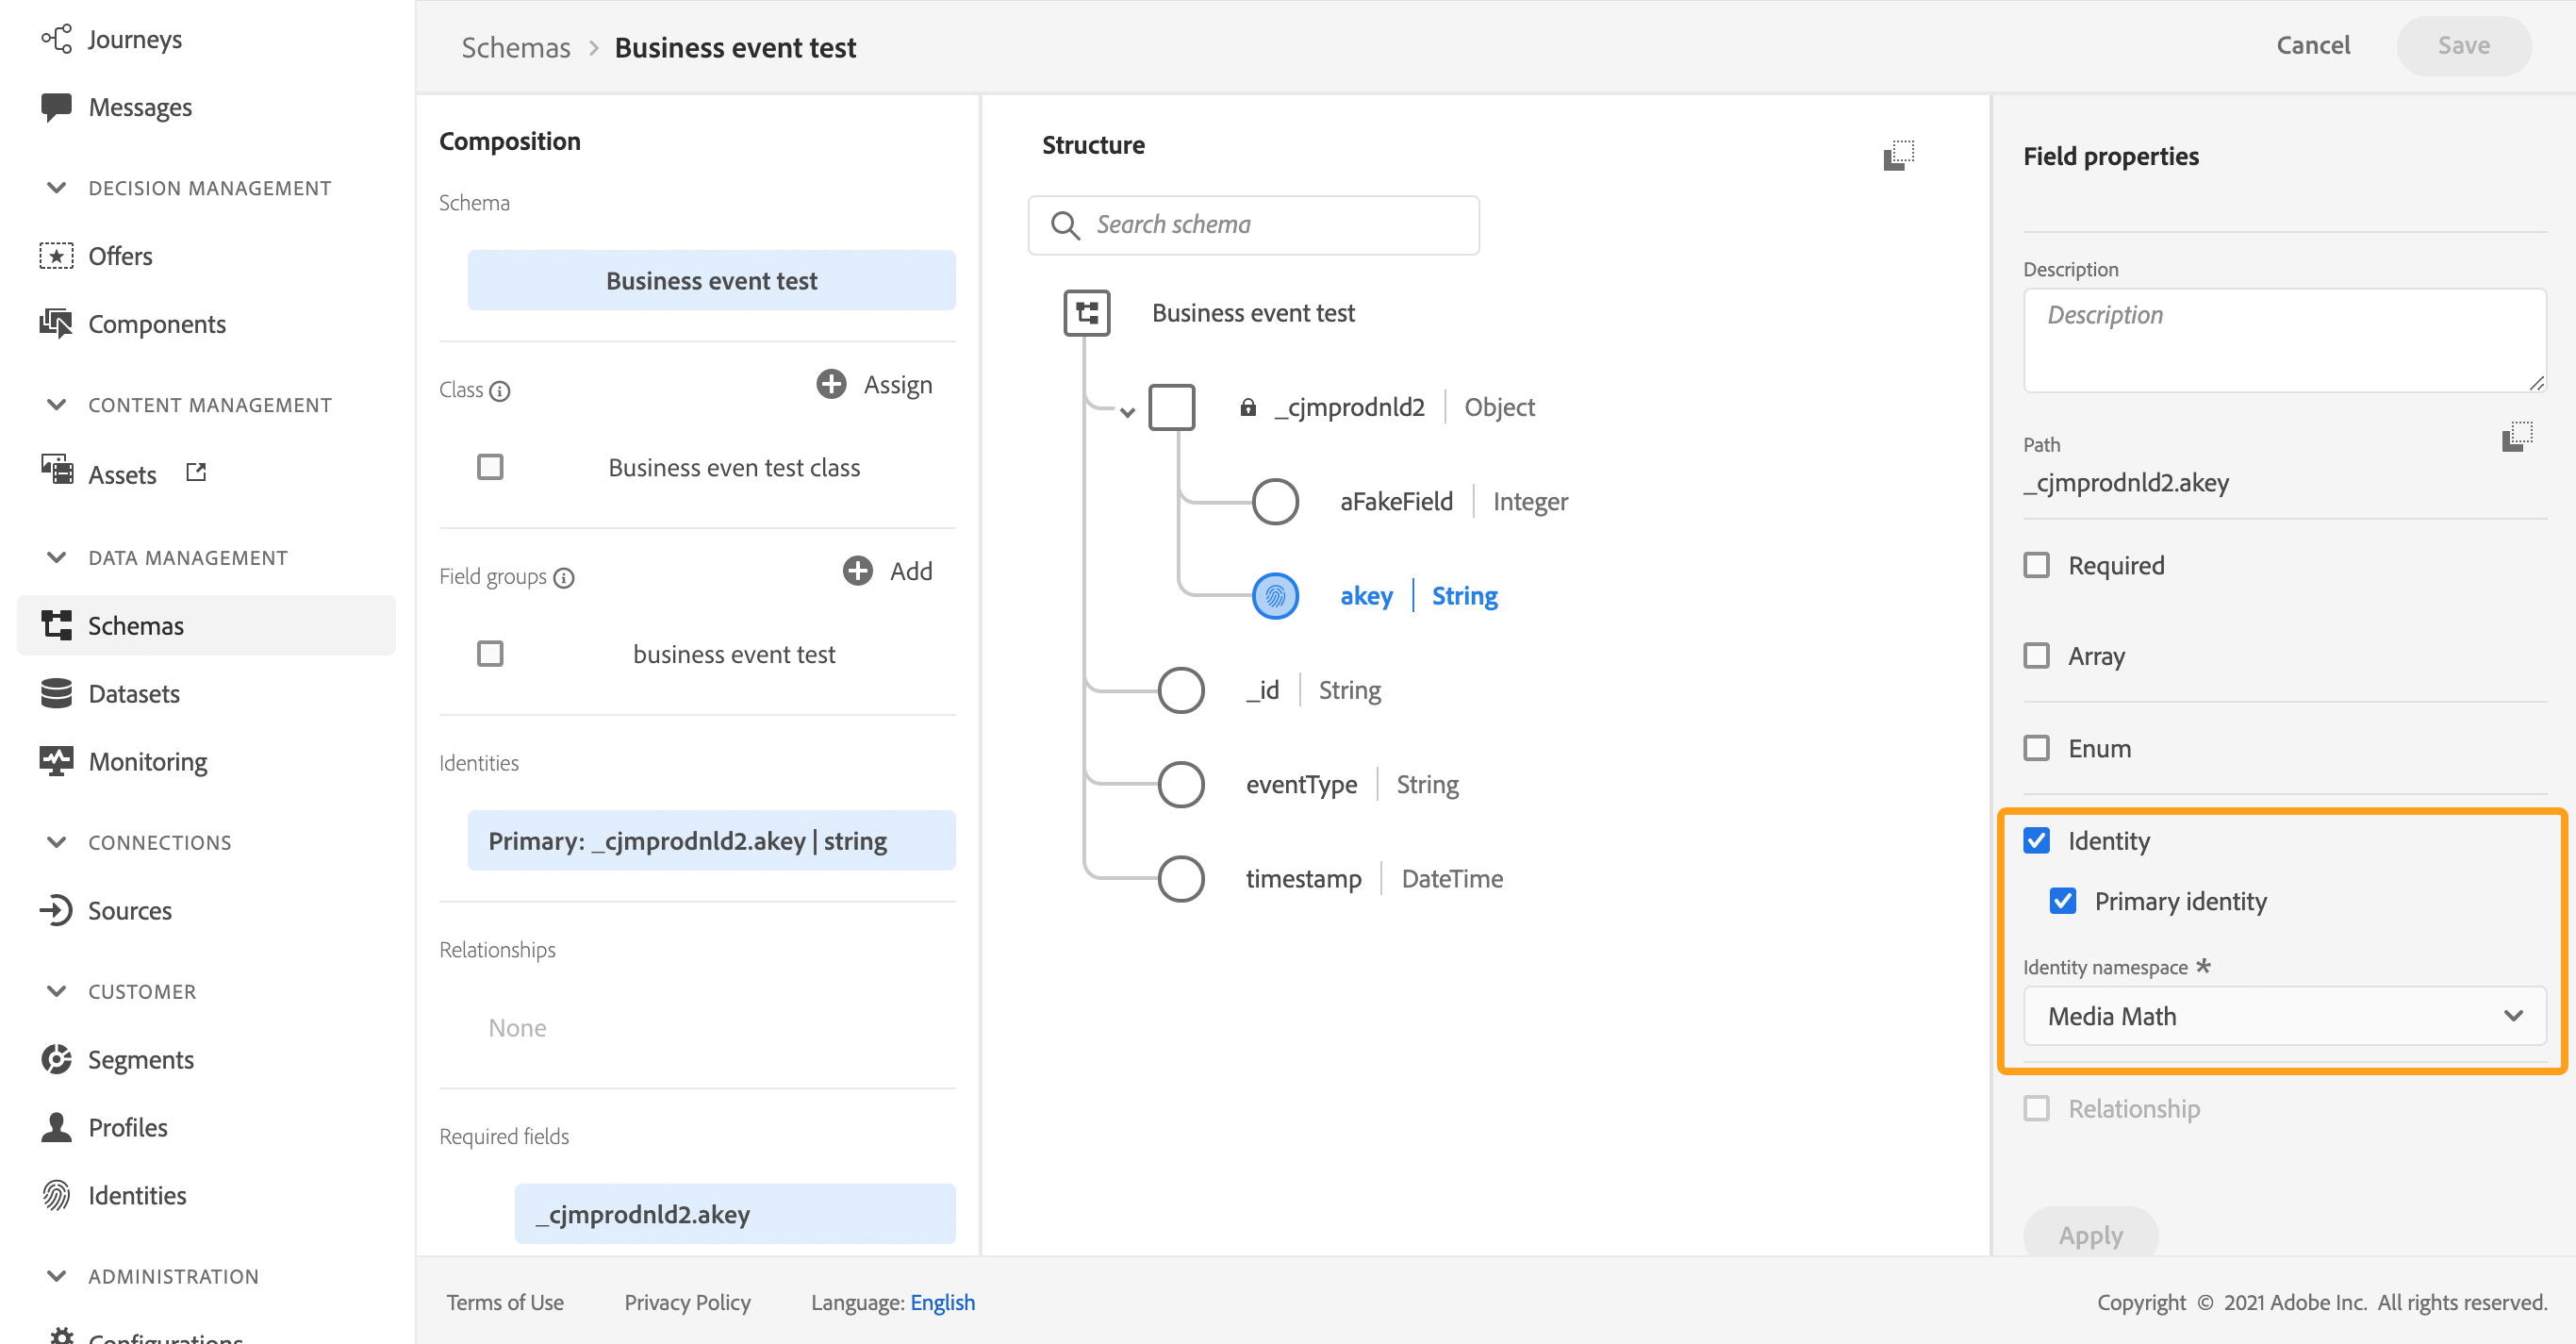 Journeys
Messages
DECISION MANAGEMENT
Offers
Components
CONTENT MANAGEMENT
Assets
DATA MANAGEMENT
Schemas
Datasets
Monitoring
CONNECTIONS
Sources
CUSTOMER
Segments
Profiles
Identities
ADMINISTRATION
Configurations
Schemas > Business event test
Cancel
Save
Composition
Schema
Business event test
Class
Assign
Business even test class
Field groups
Add
business event test
Identities
Primary: _cjmprodnld2.akey | string
Relationships
None
Required fields
_cjmprodnld2.akey
Structure
Search schema
Business event test
_cjmprodnld2 | Object
aFakeField | Integer
akey | String
_id | String
eventType | String
timestamp | DateTime
Field properties
Description
Description
Path
_cjmprodnld2.akey
Required
Array
Enum
Identity
Primary identity
Identity namespace *
Media Math
Relationship
Apply
Terms of Use
Privacy Policy
Language: English
Copyright © 2021 Adobe Inc. All rights reserved.